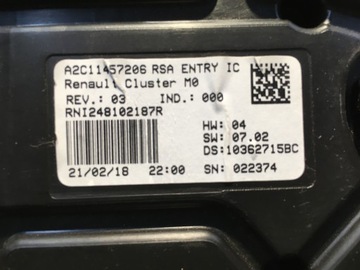 A2C11457206 RSA ENTRY IC
Renault Cluster M0
REV.: 03 IND.: 000
RNI248102187R
HW: 04
SW: 07.02
DS:10362715BC
21/02/18 22:00 SN: 022374